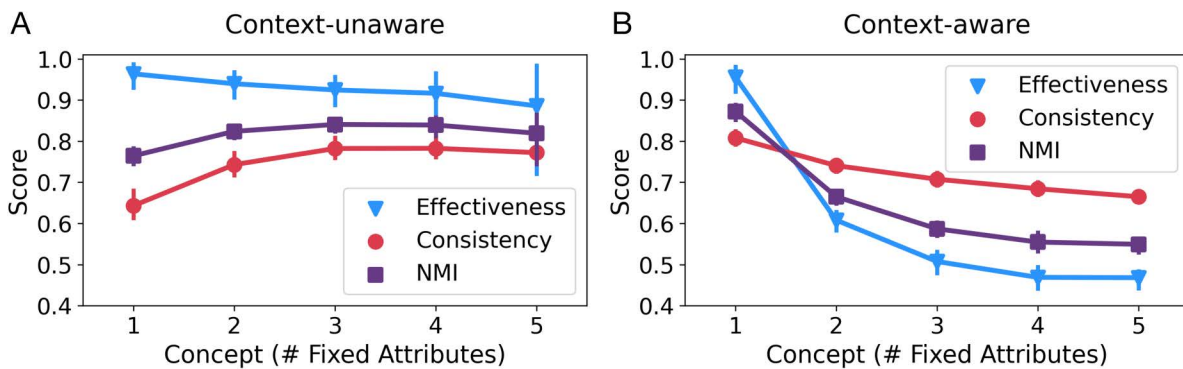 A
Context-unaware
1.0
0.9
0.8
0.7
0.6
0.5
0.4
Score
Effectiveness
Consistency
NMI
1 2 3 4 5
Concept (# Fixed Attributes)
B
Context-aware
1.0
0.9
0.8
0.7
0.6
0.5
0.4
Score
Effectiveness
Consistency
NMI
1 2 3 4 5
Concept (# Fixed Attributes)